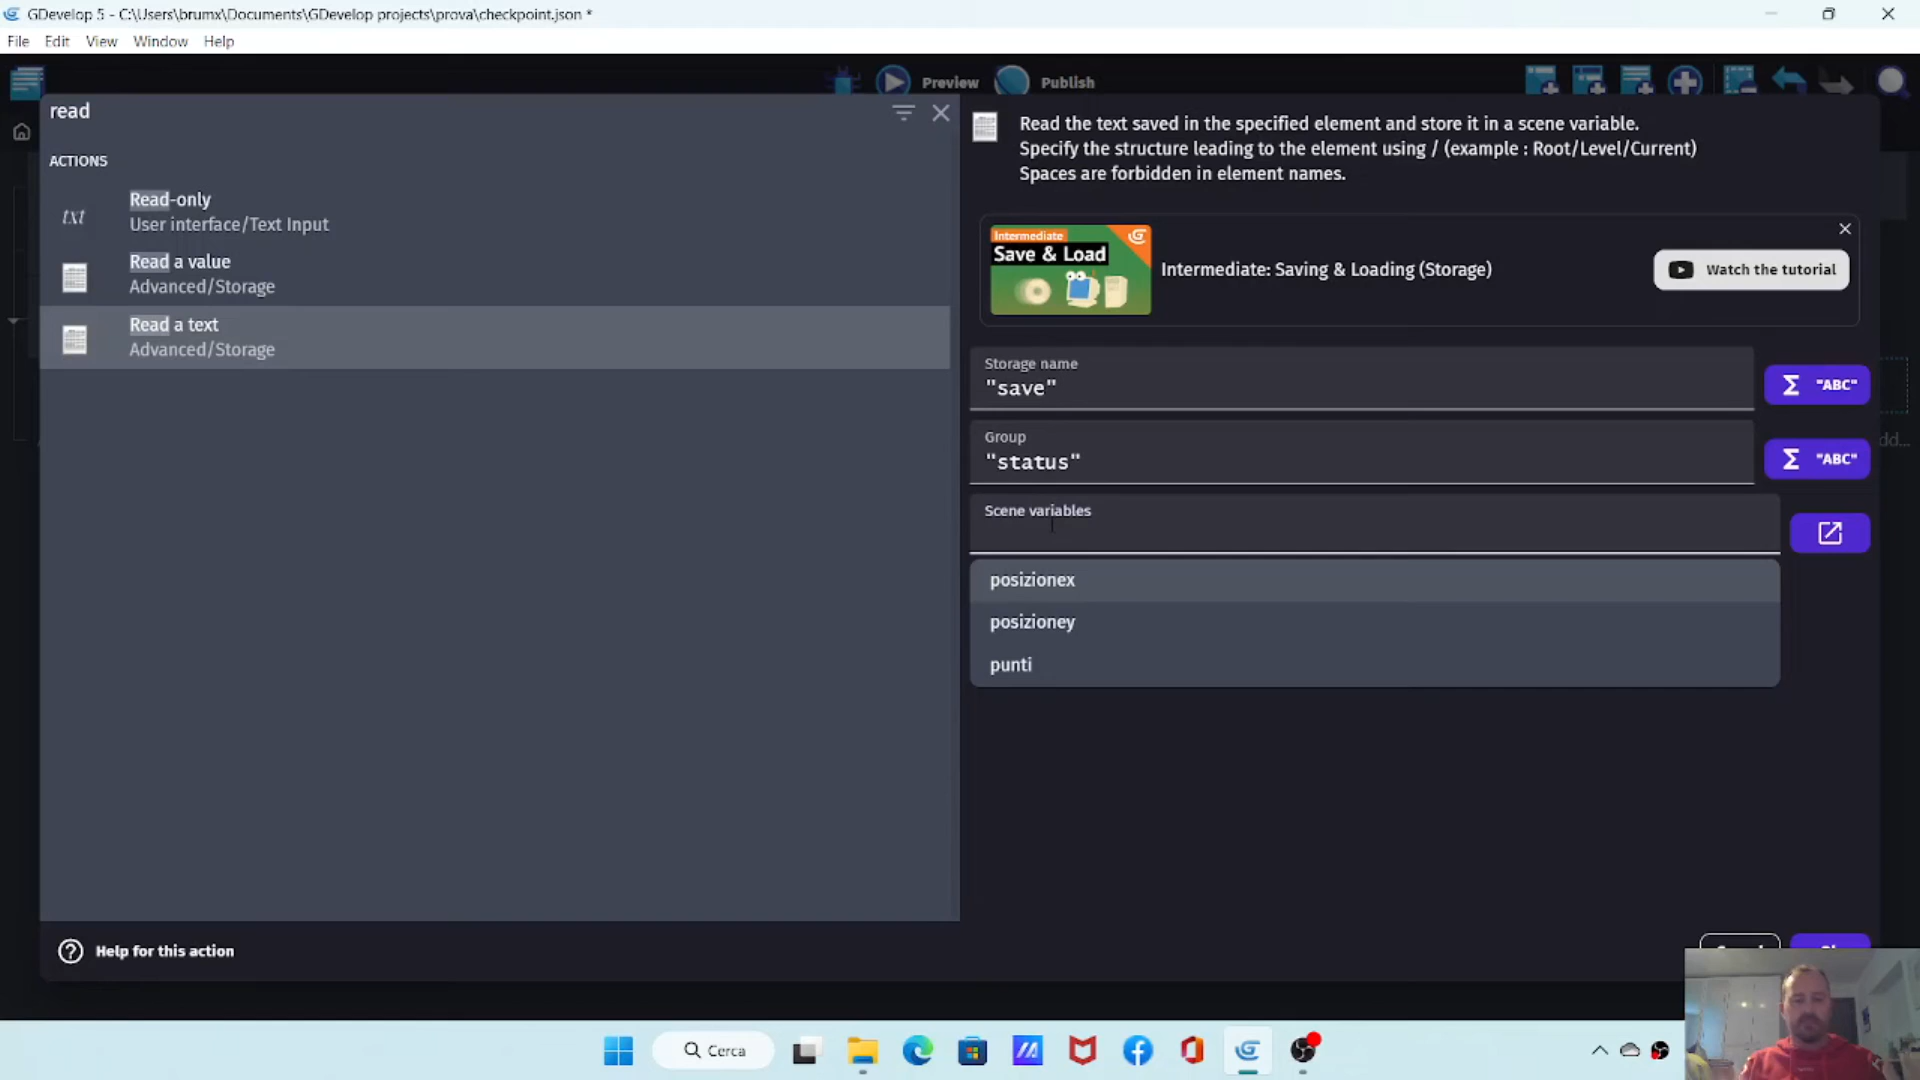 GDevelop 5 - C:\Users\brumx\Documents\GDevelop projects\prova\checkpoint.json *
File Edit View Window Help
Preview Publish
read
ACTIONS
Read-only
User interface/Text Input
Read a value
Advanced/Storage
Read a text
Advanced/Storage
Help for this action
Read the text saved in the specified element and store it in a scene variable.
Specify the structure leading to the element using / (example : Root/Level/Current)
Spaces are forbidden in element names.
Intermediate
Save & Load
Intermediate: Saving & Loading (Storage)
Watch the tutorial
Storage name
"save"
Σ "ABC"
Group
"status"
Σ "ABC"
Scene variables
posizionex
posizioney
punti
Cerca